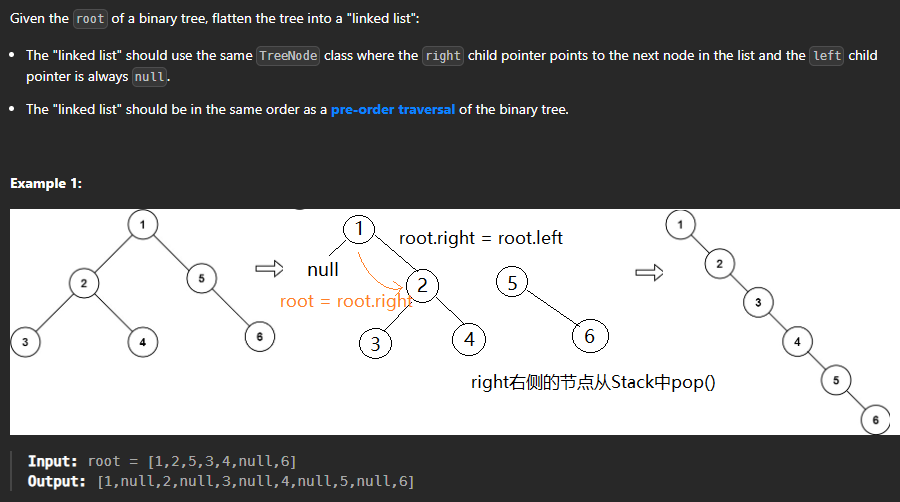 Given the root of a binary tree, flatten the tree into a "linked list":
The "linked list" should use the same TreeNode class where the right child pointer points to the next node in the list and the left child
pointer is always null.
The "linked list" should be in the same order as a pre-order traversal of the binary tree.
Example 1:
1
2
5
3
4
6
1
root.right = root.left
null
2
5
root = root.right
3
4
6
right右侧的节点从Stack中pop()
1
2
3
4
5
6
Input: root = [1,2,5,3,4,null,6]
Output: [1,null,2,null,3,null,4,null,5,null,6]